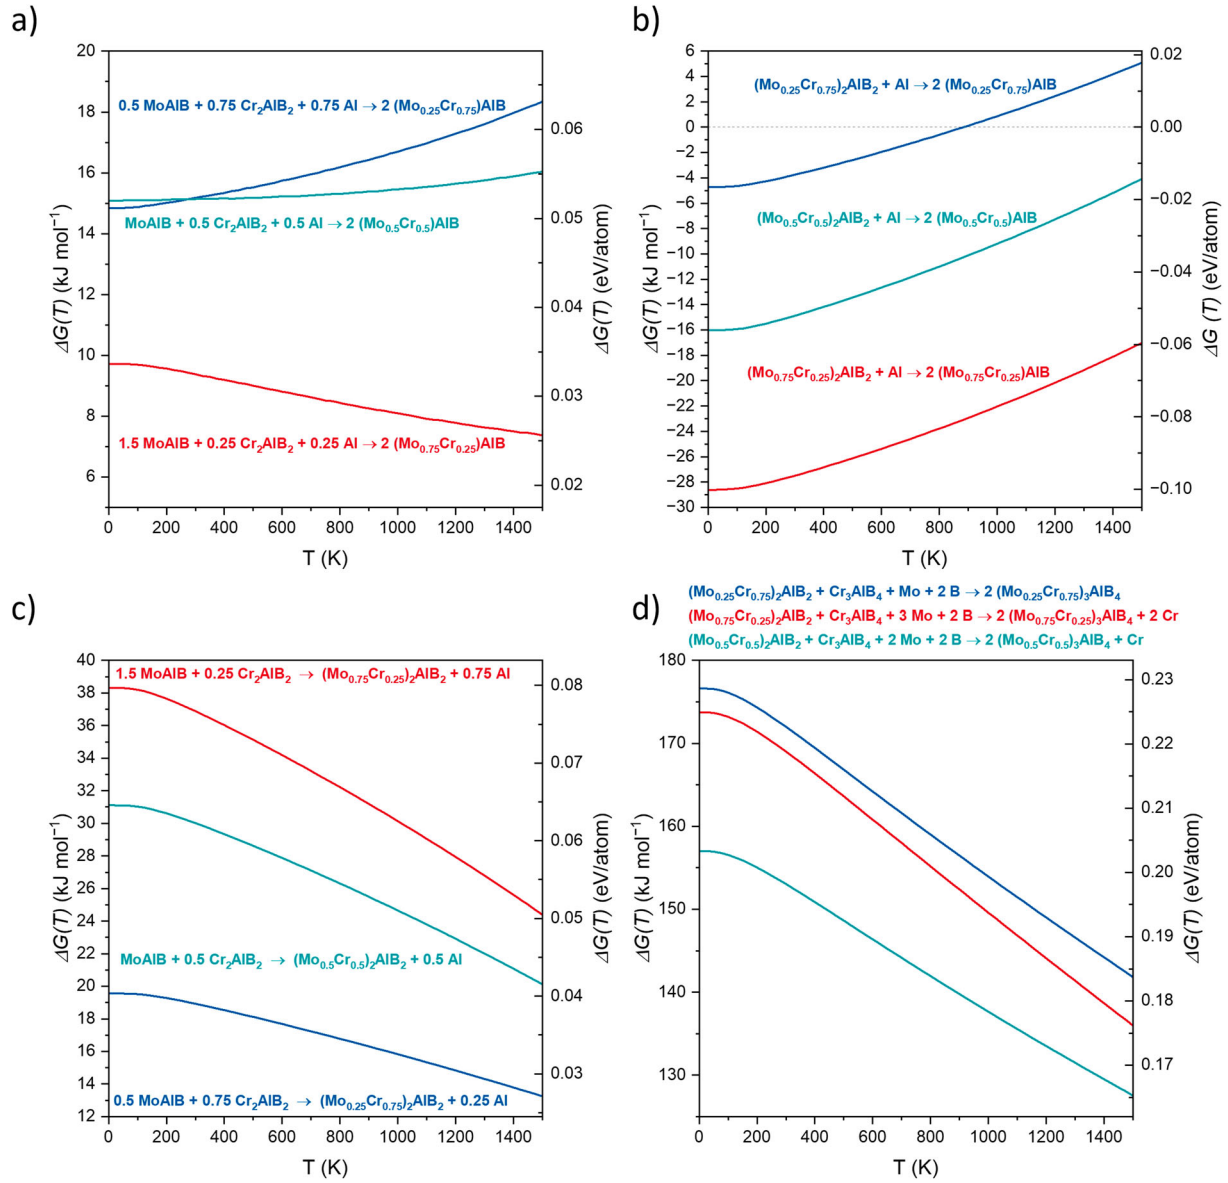 a)
20
18
16
14
12
10
8
6
0.06
0.05
0.04
0.03
0.02
0 200 400 600 800 1000 1200 1400
T (K)
ΔG(T) (kJ mol⁻¹)
ΔG(T) (eV/atom)
0.5 MoAlB + 0.75 Cr₂AlB₂ + 0.75 Al → 2 (Mo₀.₂₅Cr₀.₇₅)AlB
MoAlB + 0.5 Cr₂AlB₂ + 0.5 Al → 2 (Mo₀.₅Cr₀.₅)AlB
1.5 MoAlB + 0.25 Cr₂AlB₂ + 0.25 Al → 2 (Mo₀.₇₅Cr₀.₂₅)AlB
b)
6
4
2
0
−2
−4
−6
−8
−10
−12
−14
−16
−18
−20
−22
−24
−26
−28
−30
0.02
0.00
−0.02
−0.04
−0.06
−0.08
−0.10
0 200 400 600 800 1000 1200 1400
T (K)
ΔG(T) (kJ mol⁻¹)
ΔG (T) (eV/atom)
(Mo₀.₂₅Cr₀.₇₅)₂AlB₂ + Al → 2 (Mo₀.₂₅Cr₀.₇₅)AlB
(Mo₀.₅Cr₀.₅)₂AlB₂ + Al → 2 (Mo₀.₅Cr₀.₅)AlB
(Mo₀.₇₅Cr₀.₂₅)₂AlB₂ + Al → 2 (Mo₀.₇₅Cr₀.₂₅)AlB
c)
40
38
36
34
32
31
30
28
26
24
22
21
20
19
18
16
14
12
0.08
0.07
0.06
0.05
0.04
0.03
0 200 400 600 800 1000 1200 1400
T (K)
ΔG(T) (kJ mol⁻¹)
ΔG(T) (eV/atom)
1.5 MoAlB + 0.25 Cr₂AlB₂ → (Mo₀.₇₅Cr₀.₂₅)₂AlB₂ + 0.75 Al
MoAlB + 0.5 Cr₂AlB₂ → (Mo₀.₅Cr₀.₅)₂AlB₂ + 0.5 Al
0.5 MoAlB + 0.75 Cr₂AlB₂ → (Mo₀.₂₅Cr₀.₇₅)₂AlB₂ + 0.25 Al
d)
(Mo₀.₂₅Cr₀.₇₅)₂AlB₂ + Cr₃AlB₄ + Mo + 2 B → 2 (Mo₀.₂₅Cr₀.₇₅)₃AlB₄
(Mo₀.₇₅Cr₀.₂₅)₂AlB₂ + Cr₃AlB₄ + 3 Mo + 2 B → 2 (Mo₀.₇₅Cr₀.₂₅)₃AlB₄ + 2 Cr
(Mo₀.₅Cr₀.₅)₂AlB₂ + Cr₃AlB₄ + 2 Mo + 2 B → 2 (Mo₀.₅Cr₀.₅)₃AlB₄ + Cr
180
170
160
150
140
130
0.23
0.22
0.21
0.20
0.19
0.18
0.17
0 200 400 600 800 1000 1200 1400
T (K)
ΔG(T) (kJ mol⁻¹)
ΔG(T) (eV/atom)